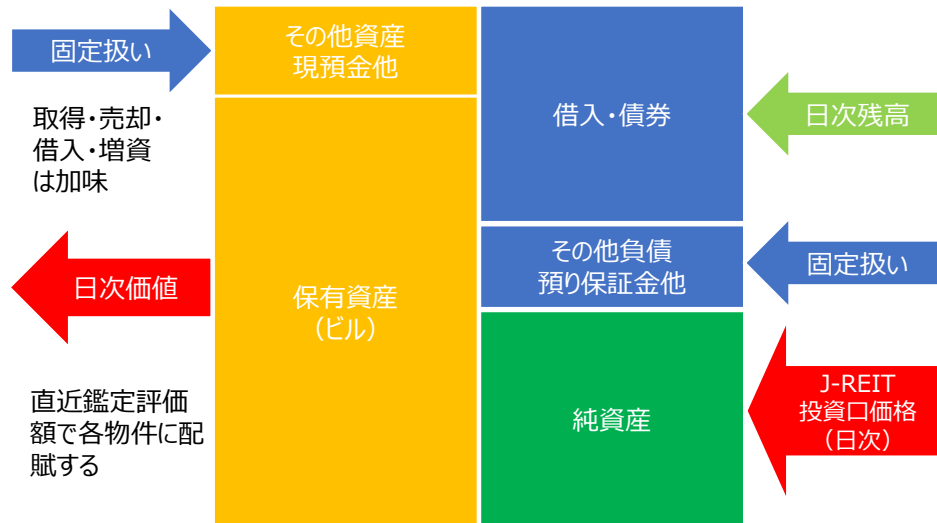 固定扱い
取得・売却・
借入・増資
は加味
日次価値
直近鑑定評価
額で各物件に配
賦する
その他資産
現預金他
保有資産
（ビル）
借入・債券
その他負債
預り保証金他
純資産
日次残高
固定扱い
J-REIT
投資口価格
（日次）